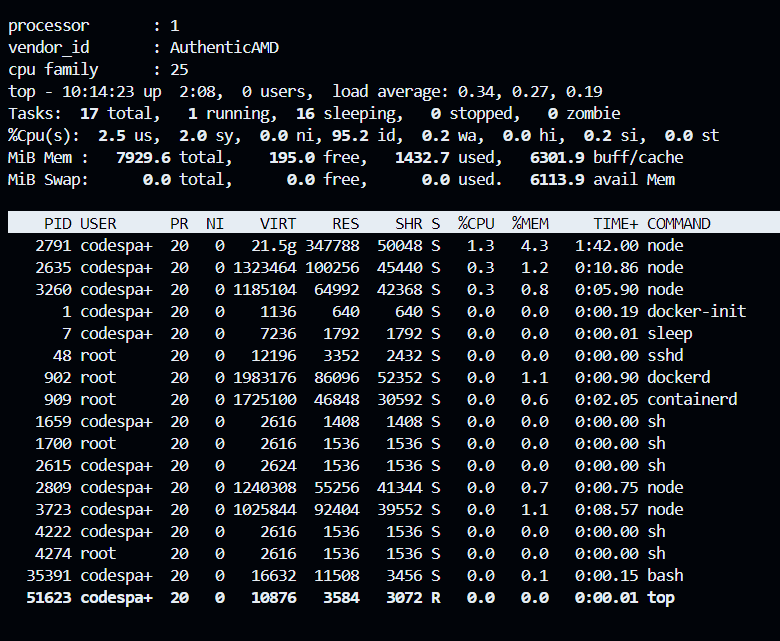 processor       : 1
vendor_id       : AuthenticAMD
cpu family      : 25
top - 10:14:23 up  2:08,  0 users,  load average: 0.34, 0.27, 0.19
Tasks:  17 total,   1 running,  16 sleeping,   0 stopped,   0 zombie
%Cpu(s):  2.5 us,  2.0 sy,  0.0 ni, 95.2 id,  0.2 wa,  0.0 hi,  0.2 si,  0.0 st
MiB Mem :   7929.6 total,    195.0 free,   1432.7 used,   6301.9 buff/cache
MiB Swap:      0.0 total,      0.0 free,      0.0 used.   6113.9 avail Mem
    PID USER      PR  NI    VIRT    RES    SHR S  %CPU  %MEM     TIME+ COMMAND
   2791 codespa+  20   0   21.5g 347788  50048 S   1.3   4.3   1:42.00 node
   2635 codespa+  20   0 1323464 100256  45440 S   0.3   1.2   0:10.86 node
   3260 codespa+  20   0 1185104  64992  42368 S   0.3   0.8   0:05.90 node
      1 codespa+  20   0    1136    640    640 S   0.0   0.0   0:00.19 docker-init
      7 codespa+  20   0    7236   1792   1792 S   0.0   0.0   0:00.01 sleep
     48 root      20   0   12196   3352   2432 S   0.0   0.0   0:00.00 sshd
    902 root      20   0 1983176  86096  52352 S   0.0   1.1   0:00.90 dockerd
    909 root      20   0 1725100  46848  30592 S   0.0   0.6   0:02.05 containerd
   1659 codespa+  20   0    2616   1408   1408 S   0.0   0.0   0:00.00 sh
   1700 root      20   0    2616   1536   1536 S   0.0   0.0   0:00.00 sh
   2615 codespa+  20   0    2624   1536   1536 S   0.0   0.0   0:00.00 sh
   2809 codespa+  20   0 1240308  55256  41344 S   0.0   0.7   0:00.75 node
   3723 codespa+  20   0 1025844  92404  39552 S   0.0   1.1   0:08.57 node
   4222 codespa+  20   0    2616   1536   1536 S   0.0   0.0   0:00.00 sh
   4274 root      20   0    2616   1536   1536 S   0.0   0.0   0:00.00 sh
  35391 codespa+  20   0   16632  11508   3456 S   0.0   0.1   0:00.15 bash
  51623 codespa+  20   0   10876   3584   3072 R   0.0   0.0   0:00.01 top